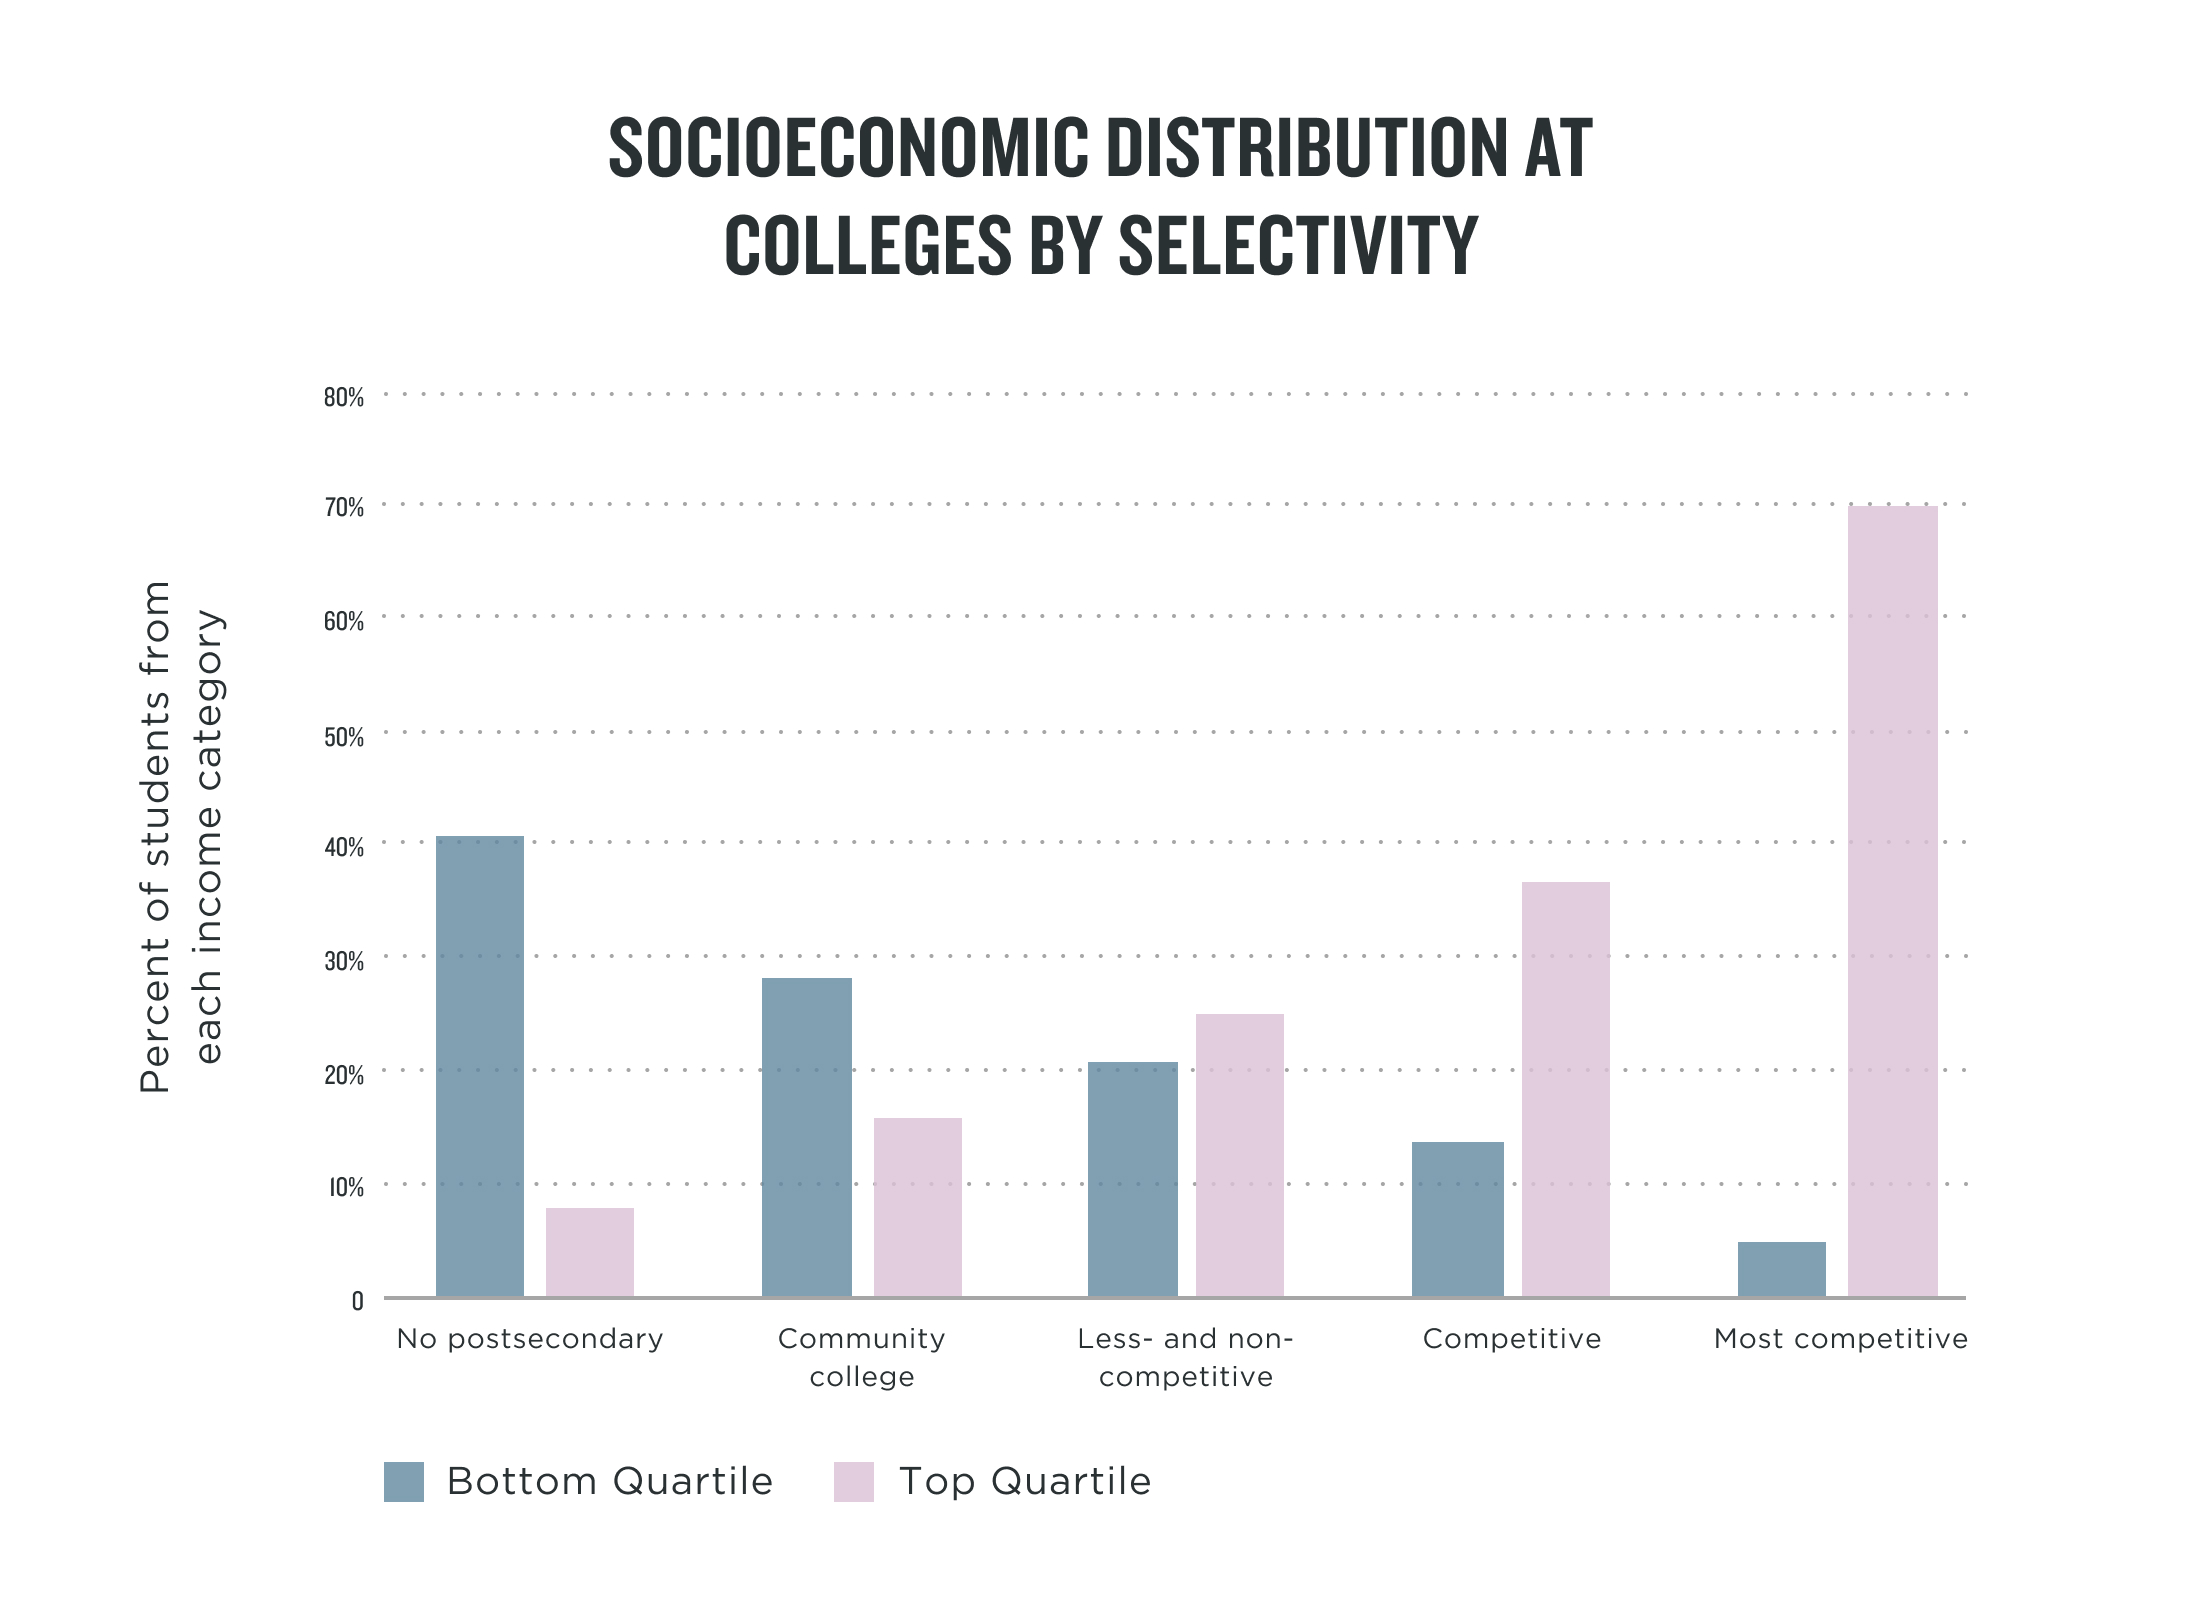 SOCIOECONOMIC DISTRIBUTION AT
COLLEGES BY SELECTIVITY
Percent of students from
each income category
80%
70%
60%
50%
40%
30%
20%
10%
0
No postsecondary
Community
college
Less- and non-
competitive
Competitive
Most competitive
Bottom Quartile
Top Quartile